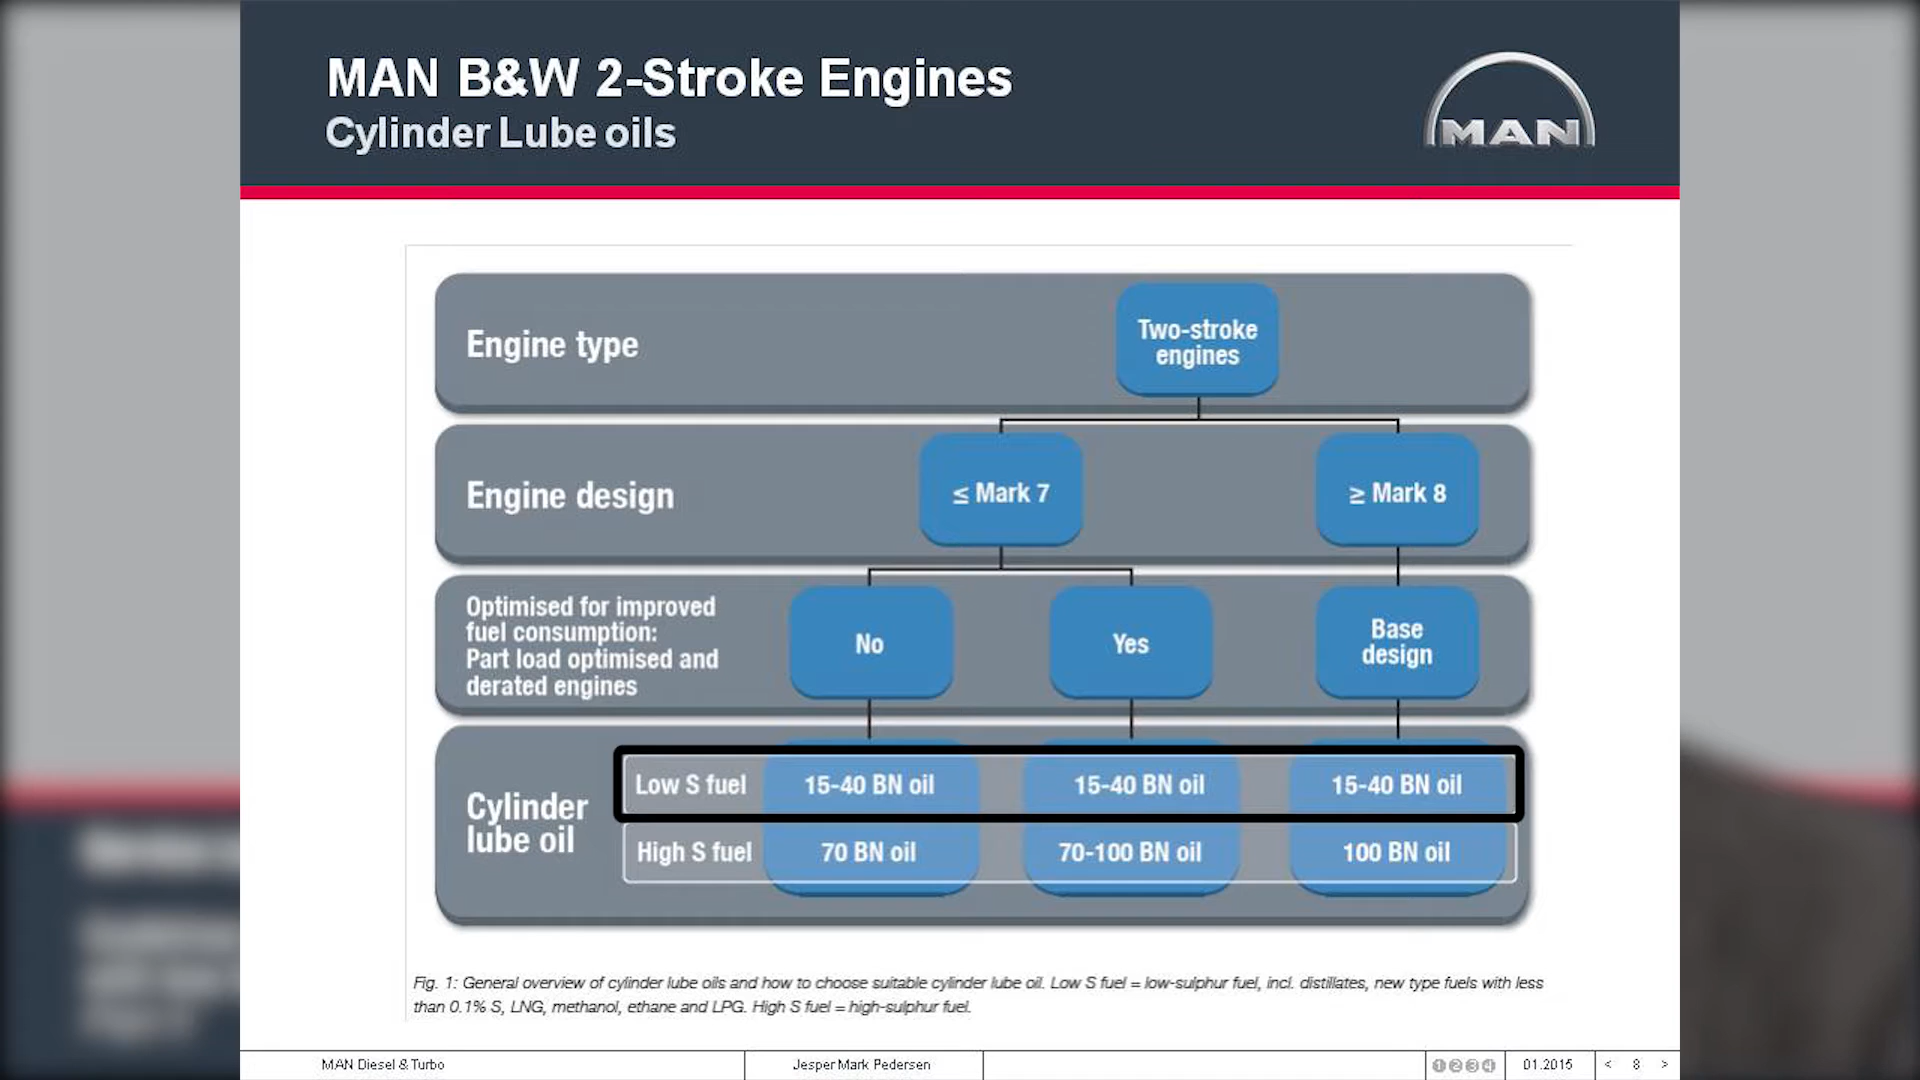 MAN B&W 2-Stroke Engines
Cylinder Lube oils
MAN
Engine type
Two-stroke
engines
Engine design
≤ Mark 7
≥ Mark 8
Optimised for improved
fuel consumption:
Part load optimised and
derated engines
No
Yes
Base
design
Cylinder
lube oil
Low S fuel
15-40 BN oil
15-40 BN oil
15-40 BN oil
High S fuel
70 BN oil
70-100 BN oil
100 BN oil
Fig. 1: General overview of cylinder lube oils and how to choose suitable cylinder lube oil. Low S fuel = low-sulphur fuel, incl. distillates, new type fuels with less
than 0.1% S, LNG, methanol, ethane and LPG. High S fuel = high-sulphur fuel.
MAN Diesel & Turbo
Jesper Mark Pedersen
1 2 3 4
01.2015
< 8 >